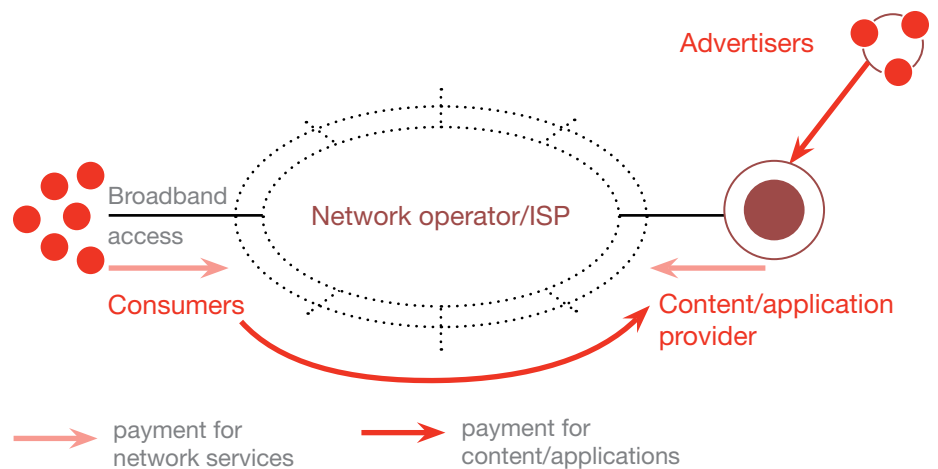 Advertisers
Broadband
access
Network operator/ISP
Consumers
Content/application
provider
payment for
network services
payment for
content/applications